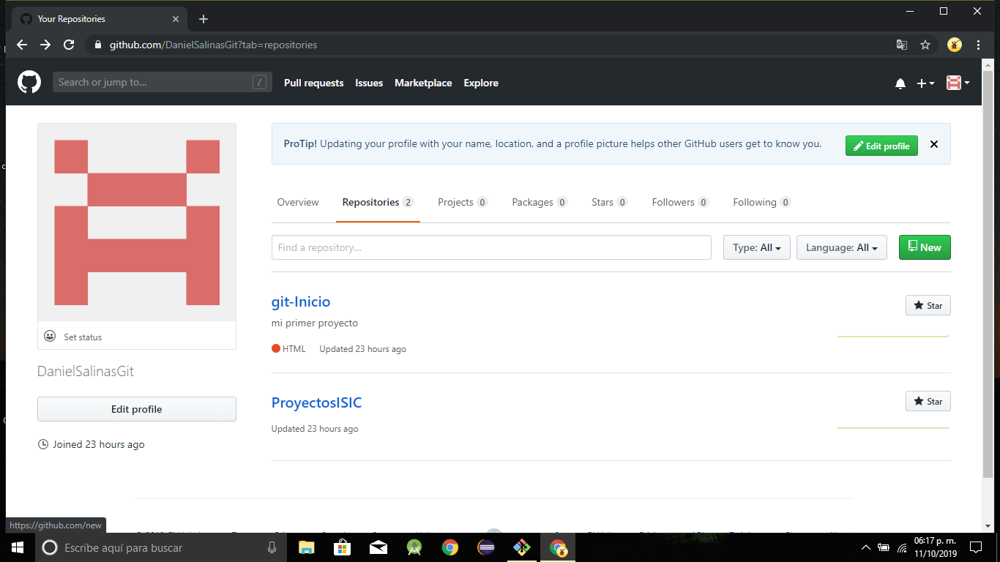 Your Repositories
github.com/DanielSalinasGit?tab=repositories
Search or jump to... /
Pull requests Issues Marketplace Explore
ProTip! Updating your profile with your name, location, and a profile picture helps other GitHub users get to know you.
Edit profile
Overview Repositories 2 Projects 0 Packages 0 Stars 0 Followers 0 Following 0
Find a repository...
Type: All
Language: All
New
git-Inicio
Star
mi primer proyecto
HTML Updated 23 hours ago
ProyectosISIC
Star
Updated 23 hours ago
Set status
DanielSalinasGit
Edit profile
Joined 23 hours ago
https://github.com/new
Escribe aquí para buscar
06:17 p. m.
11/10/2019